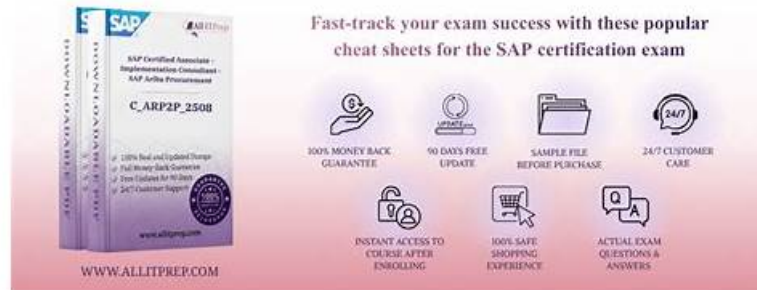 Fast-track your exam success with these popular
cheat sheets for the SAP certification exam
SAP
AllITPrep
SAP Certified Associate -
Implementation Consultant -
SAP Ariba Procurement
C_ARP2P_2508
100% Real and Updated Dumps
Full Money Back Guarantee
Free Updates for 90 Days
24/7 Customer Support
100%
www.allitprep.com
DOWNLOADABLE PDF
DOWNLOADABLE PDF
WWW.ALLITPREP.COM
$
100% MONEY BACK
GUARANTEE
UPDATE
90 DAYS FREE
UPDATE
SAMPLE FILE
BEFORE PURCHASE
24/7
24/7 CUSTOMER
CARE
INSTANT ACCESS TO
COURSE AFTER
ENROLLING
100% SAFE
SHOPPING
EXPERIENCE
Q
A
ACTUAL EXAM
QUESTIONS &
ANSWERS